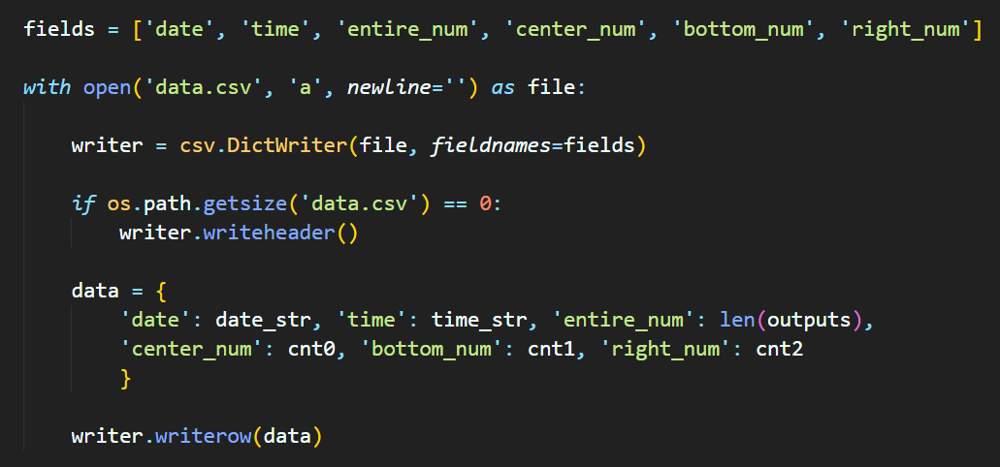 fields = ['date', 'time', 'entire_num', 'center_num', 'bottom_num', 'right_num']
with open('data.csv', 'a', newline='') as file:
writer = csv.DictWriter(file, fieldnames=fields)
if os.path.getsize('data.csv') == 0:
writer.writeheader()
data = {
'date': date_str, 'time': time_str, 'entire_num': len(outputs),
'center_num': cnt0, 'bottom_num': cnt1, 'right_num': cnt2
}
writer.writerow(data)